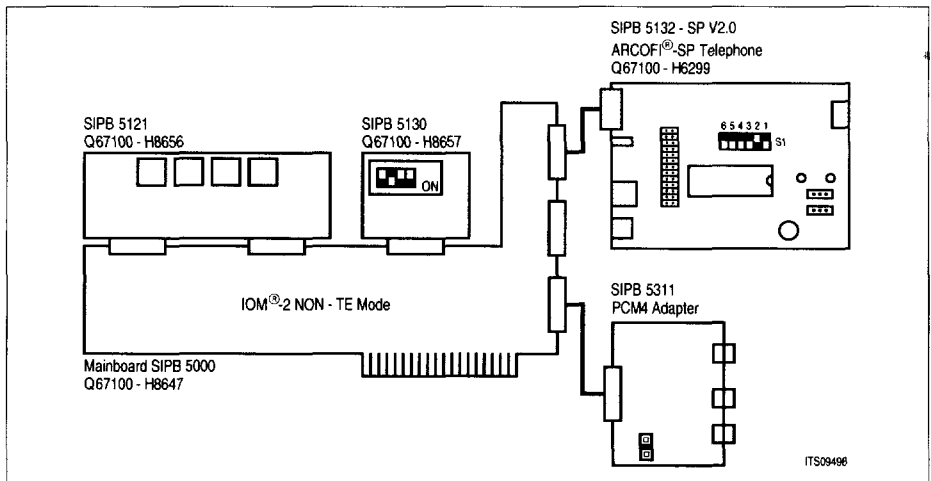 SIPB 5132 - SP V2.0
ARCOFI®-SP Telephone
Q67100 - H6299
SIPB 5121
Q67100 - H8656
SIPB 5130
Q67100 - H8657
6 5 4 3 2 1
S1
ON
IOM®-2 NON - TE Mode
SIPB 5311
PCM4 Adapter
Mainboard SIPB 5000
Q67100 - H8647
ITS09496